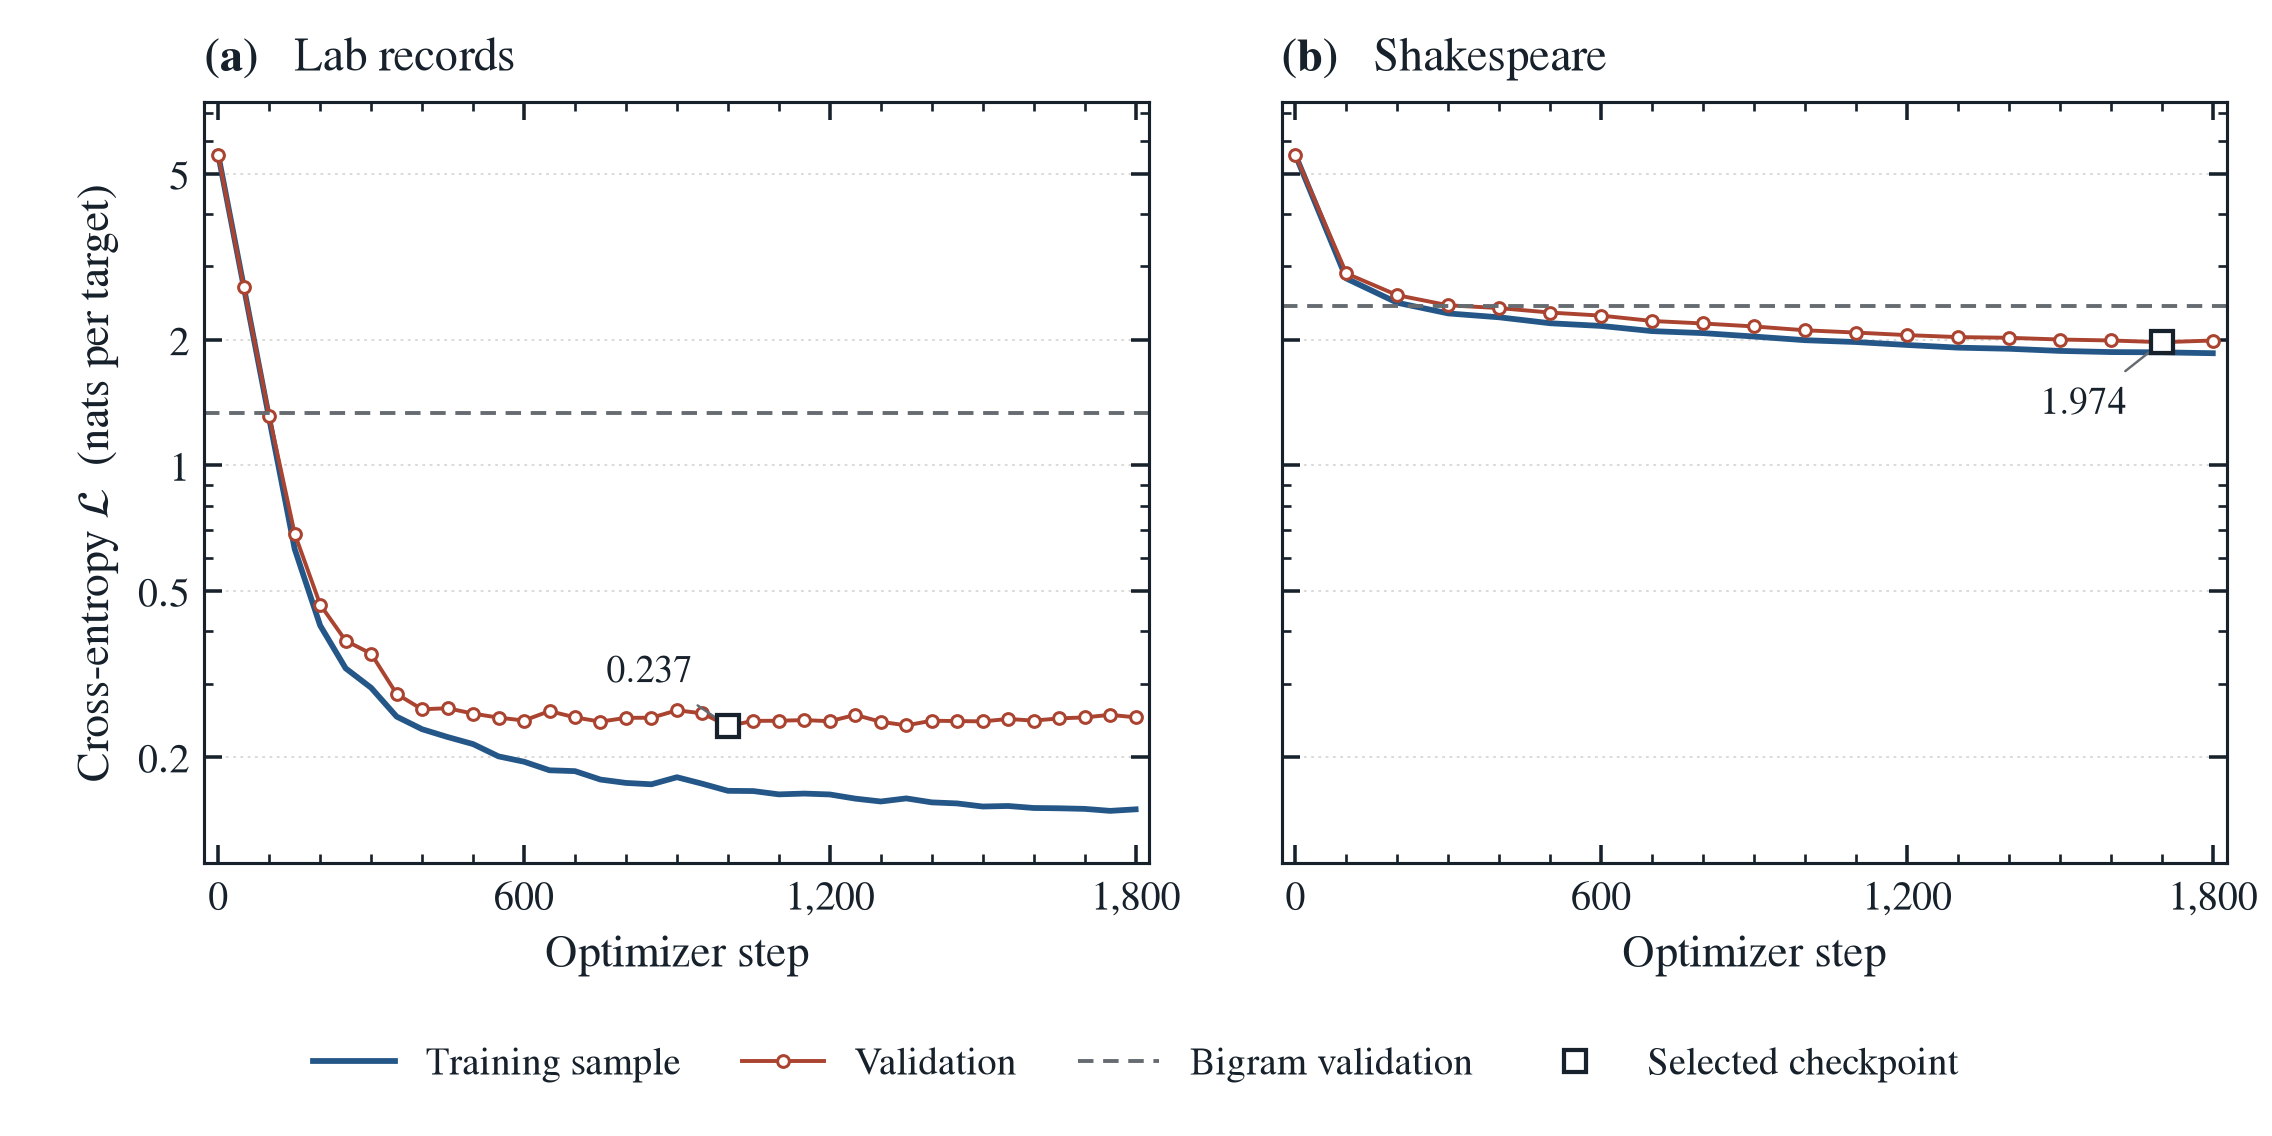 (a) Lab records
(b) Shakespeare
Cross-entropy ℒ (nats per target)
5
2
1
0.5
0.2
0.237
1.974
0 600 1,200 1,800
0 600 1,200 1,800
Optimizer step
Optimizer step
Training sample
Validation
Bigram validation
Selected checkpoint